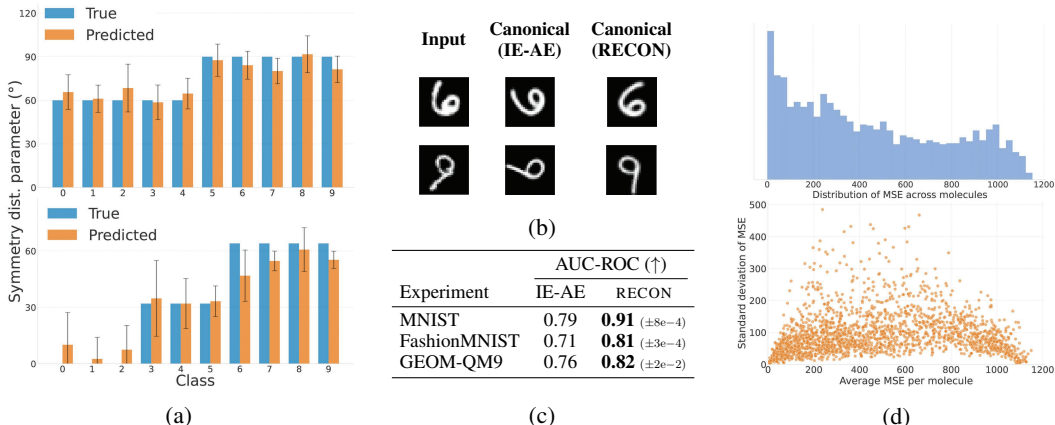 Symmetry dist. parameter (°)
True
Predicted
120
90
60
30
0
0 1 2 3 4 5 6 7 8 9
True
Predicted
60
30
0
0 1 2 3 4 5 6 7 8 9
Class
(a)
Input
Canonical (IE-AE)
Canonical (RECON)
(b)
AUC-ROC (↑)
Experiment IE-AE RECON
MNIST 0.79 0.91 (±8e−4)
FashionMNIST 0.71 0.81 (±3e−4)
GEOM-QM9 0.76 0.82 (±2e−2)
(c)
0 200 400 600 800 1000 1200
Distribution of MSE across molecules
Standard deviation of MSE
500
400
300
200
100
0
0 200 400 600 800 1000 1200
Average MSE per molecule
(d)